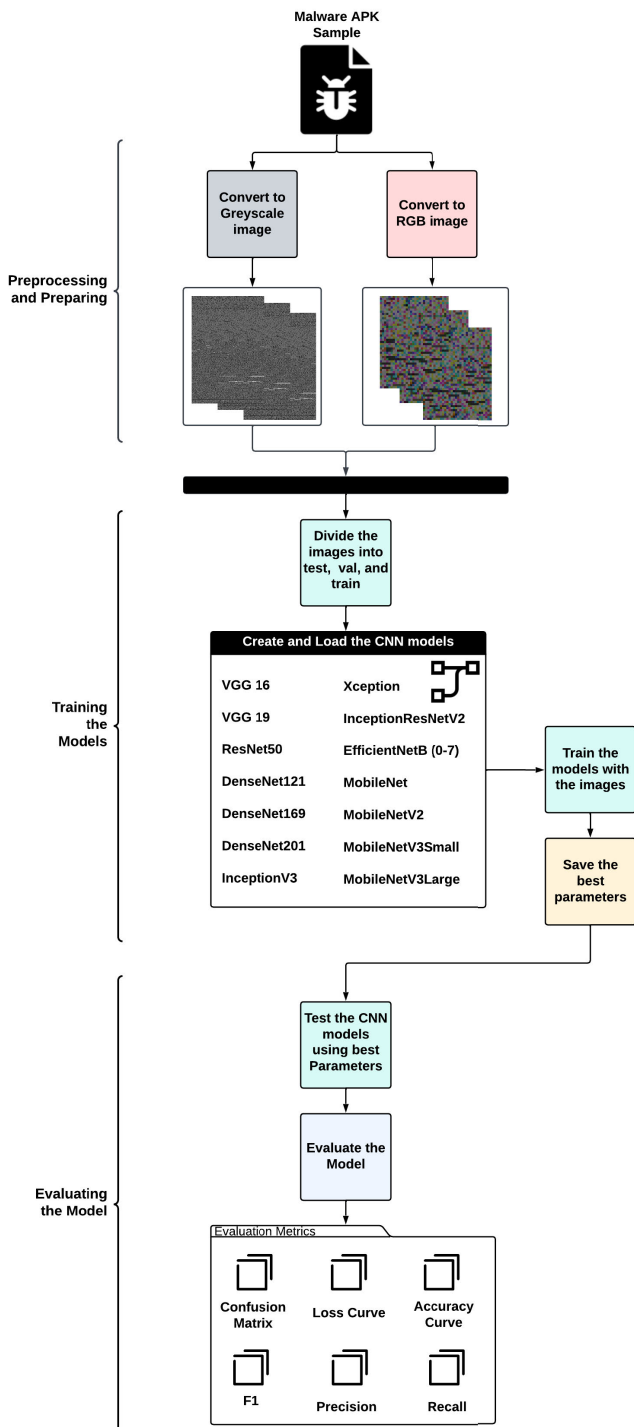 Malware APK
Sample
Convert to
Greyscale
image
Convert to
RGB image
Preprocessing
and Preparing
Divide the
images into
test, val, and
train
Create and Load the CNN models
VGG 16
Xception
VGG 19
InceptionResNetV2
ResNet50
EfficientNetB (0-7)
DenseNet121
MobileNet
DenseNet169
MobileNetV2
DenseNet201
MobileNetV3Small
InceptionV3
MobileNetV3Large
Training
the
Models
Train the
models with
the images
Save the
best
parameters
Test the CNN
models
using best
Parameters
Evaluate the
Model
Evaluating
the Model
Evaluation Metrics
Confusion
Matrix
Loss Curve
Accuracy
Curve
F1
Precision
Recall